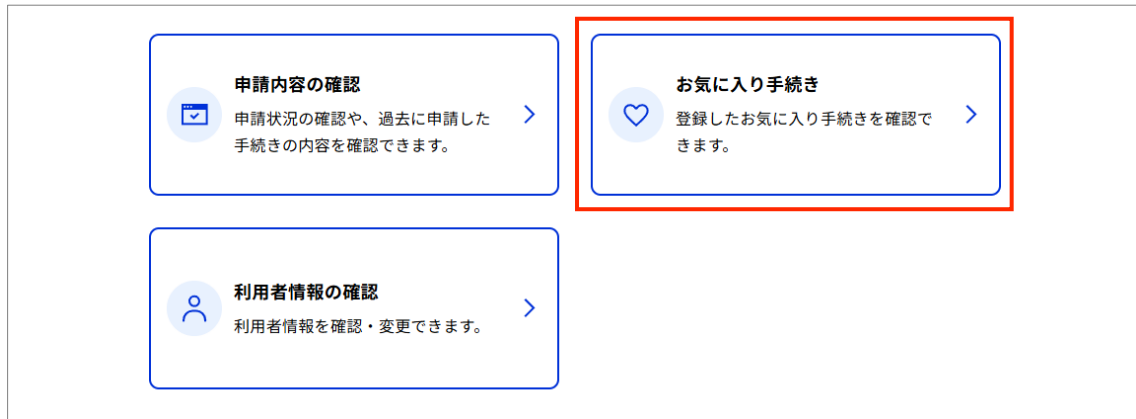 申請内容の確認
申請状況の確認や、過去に申請した
手続きの内容を確認できます。
お気に入り手続き
登録したお気に入り手続きを確認で
きます。
利用者情報の確認
利用者情報を確認・変更できます。